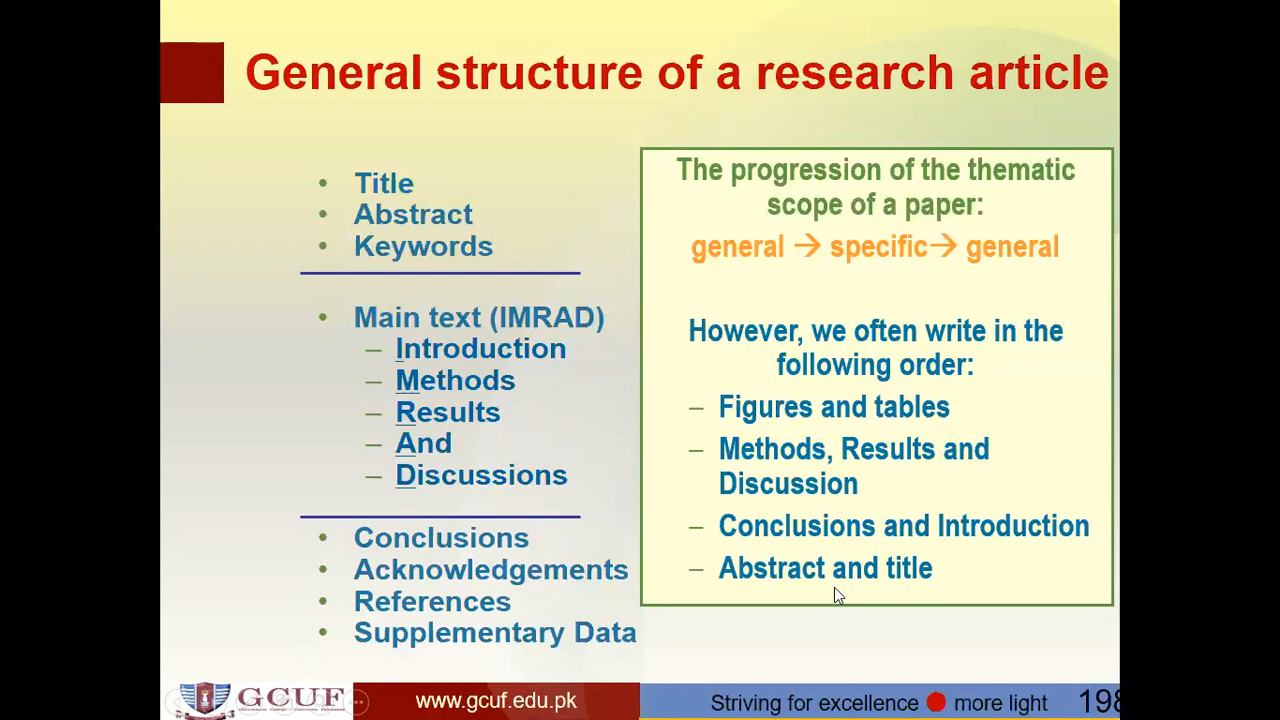 General structure of a research article
• Title
• Abstract
• Keywords
• Main text (IMRAD)
– Introduction
– Methods
– Results
– And
– Discussions
• Conclusions
• Acknowledgements
• References
• Supplementary Data
The progression of the thematic
scope of a paper:
general → specific→ general
However, we often write in the
following order:
– Figures and tables
– Methods, Results and
Discussion
– Conclusions and Introduction
– Abstract and title
GCUF
www.gcuf.edu.pk
Striving for excellence more light
198